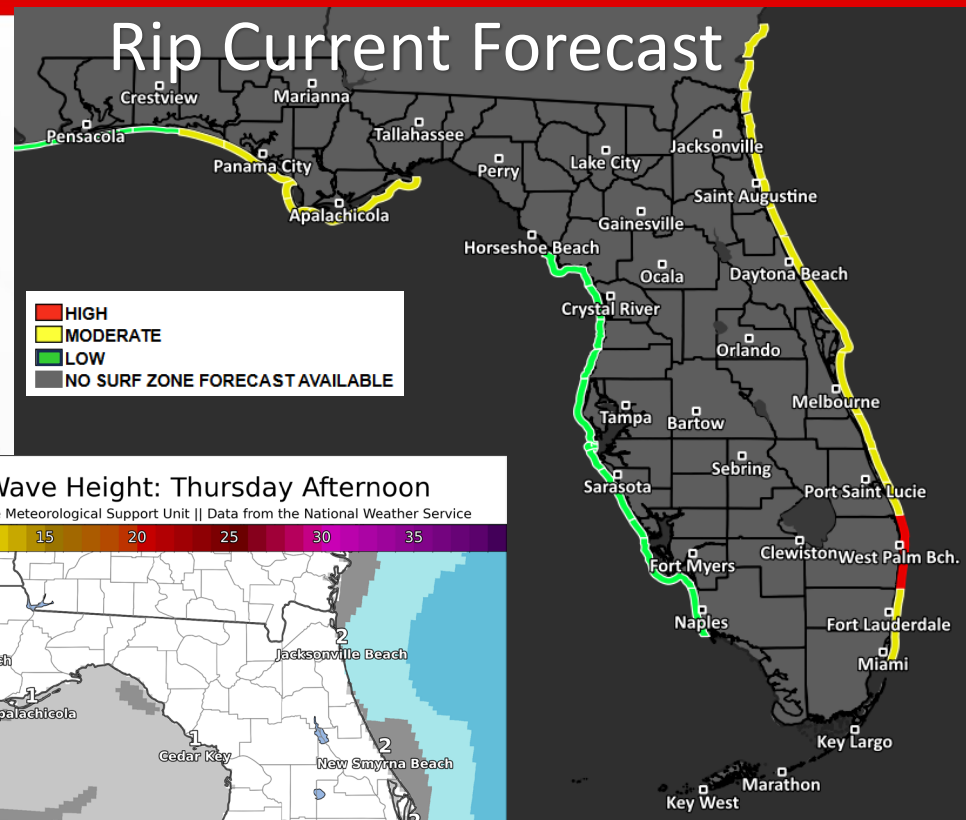 Rip Current Forecast
Crestview
Marianna
Pensacola
Tallahassee
Jacksonville
Panama City
Perry
Lake City
Saint Augustine
Apalachicola
Gainesville
Horseshoe Beach
Ocala
Daytona Beach
Crystal River
HIGH
MODERATE
LOW
NO SURF ZONE FORECAST AVAILABLE
Orlando
Melbourne
Tampa
Bartow
Sebring
Sarasota
Port Saint Lucie
Clewiston
West Palm Bch.
Fort Myers
Naples
Fort Lauderdale
Miami
Key Largo
Marathon
Key West
Height: Thursday Afternoon
Meteorological Support Unit || Data from the National Weather Service
15 20 25 30 35
2
Jacksonville Beach
1
1
Cedar Key
2
New Smyrna Beach